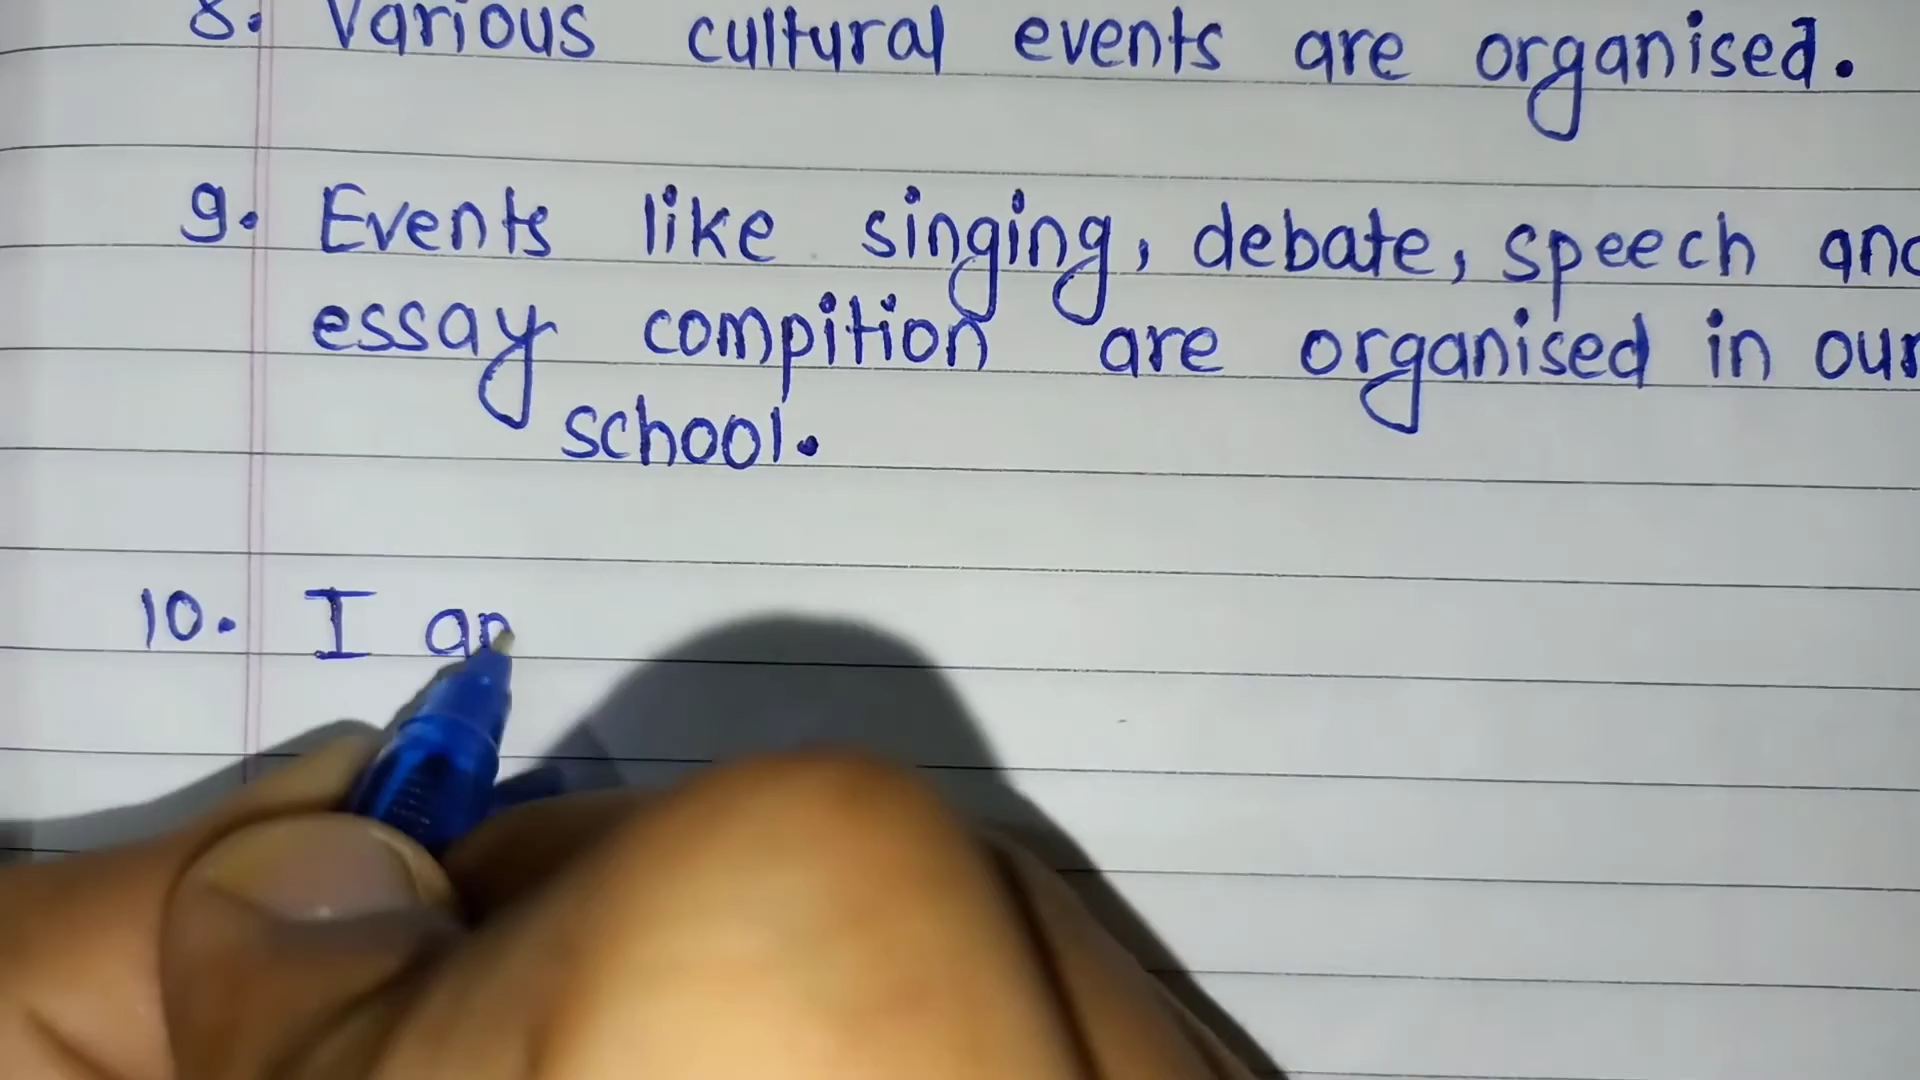 8. Various cultural events are organised.
9. Events like singing, debate, speech and
essay compition are organised in our
school.
10. I